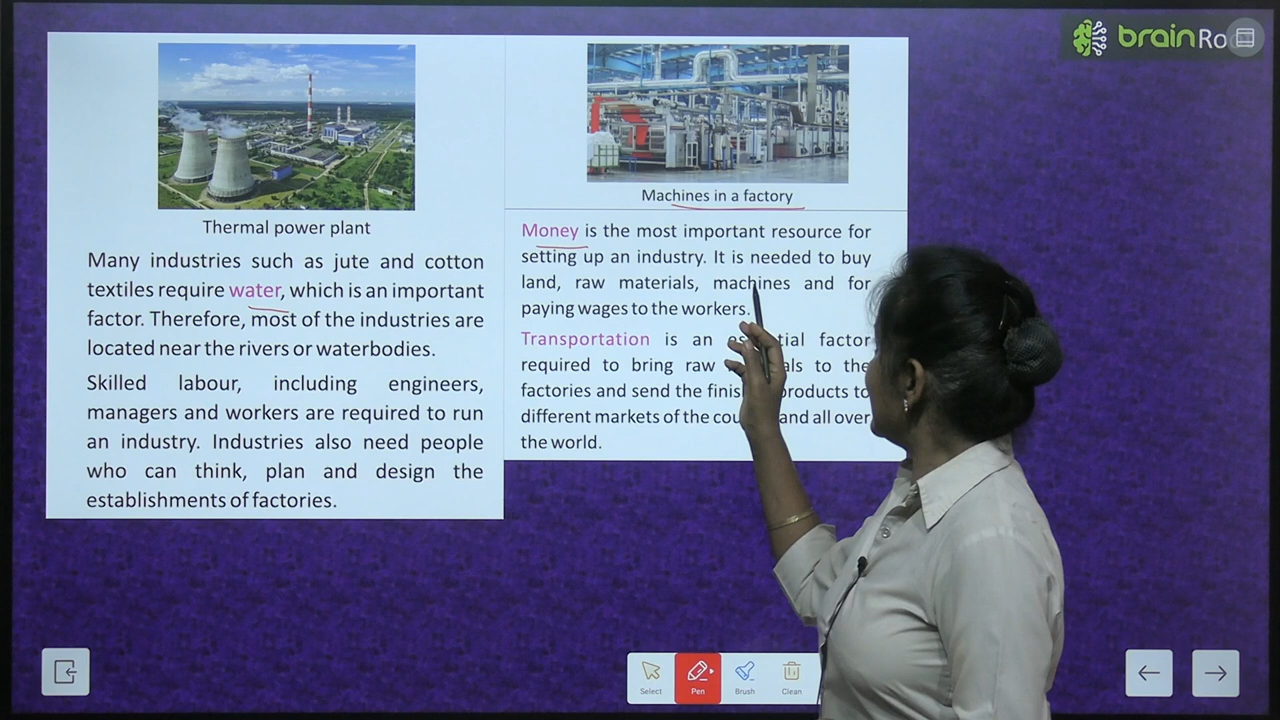 brain Ro
Thermal power plant
Many industries such as jute and cotton
textiles require water, which is an important
factor. Therefore, most of the industries are
located near the rivers or waterbodies.
Skilled labour, including engineers,
managers and workers are required to run
an industry. Industries also need people
who can think, plan and design the
establishments of factories.
Machines in a factory
Money is the most important resource for
setting up an industry. It is needed to buy
land, raw materials, machines and for
paying wages to the workers.
Transportation is an factor
required to bring raw to the
factories and send the products to
different markets of the and all over
the world.
Select
Pen
Brush
Clean